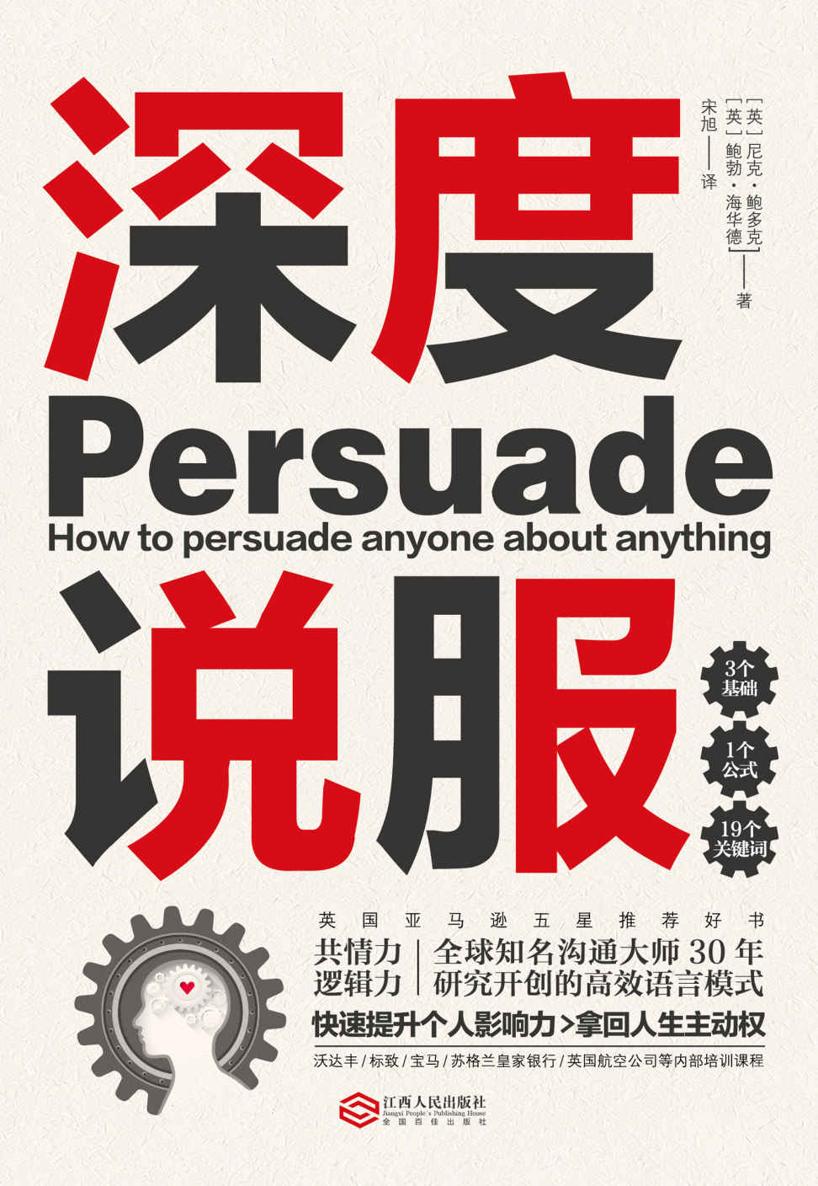 深度
[英]尼克·鲍多克
[英]鲍勃·海华德]——著
宋旭——译
Persuade
How to persuade anyone about anything
说服
3个
基础
1个
公式
19个
关键词
英国亚马逊五星推荐好书
共情力
逻辑力
全球知名沟通大师30年
研究开创的高效语言模式
快速提升个人影响力>拿回人生主动权
沃达丰/标致/宝马/苏格兰皇家银行/英国航空公司等内部培训课程
江西人民出版社
Jiangxi People's Publishing House
全国百佳出版社